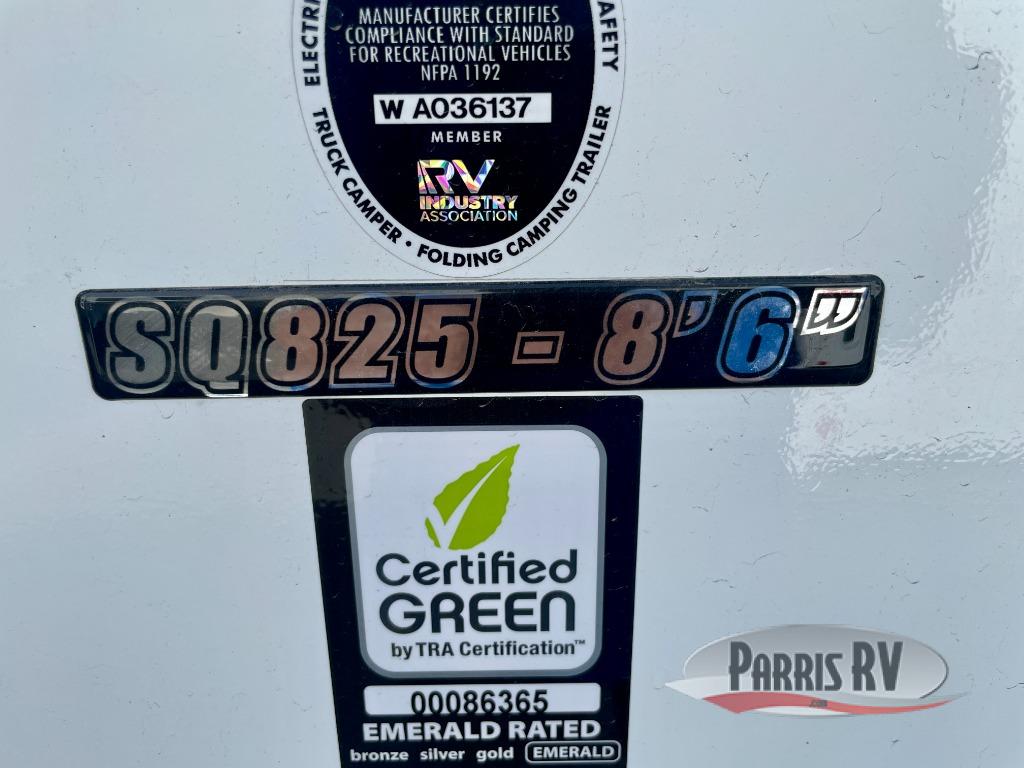 MANUFACTURER CERTIFIES
COMPLIANCE WITH STANDARD
FOR RECREATIONAL VEHICLES
NFPA 1192
W A036137
MEMBER
RV
INDUSTRY
ASSOCIATION
TRUCK CAMPER • FOLDING CAMPING TRAILER
SQ825 - 8'6"
Certified
GREEN
by TRA Certification™
00086365
EMERALD RATED
bronze silver gold EMERALD
PARRIS RV
.com